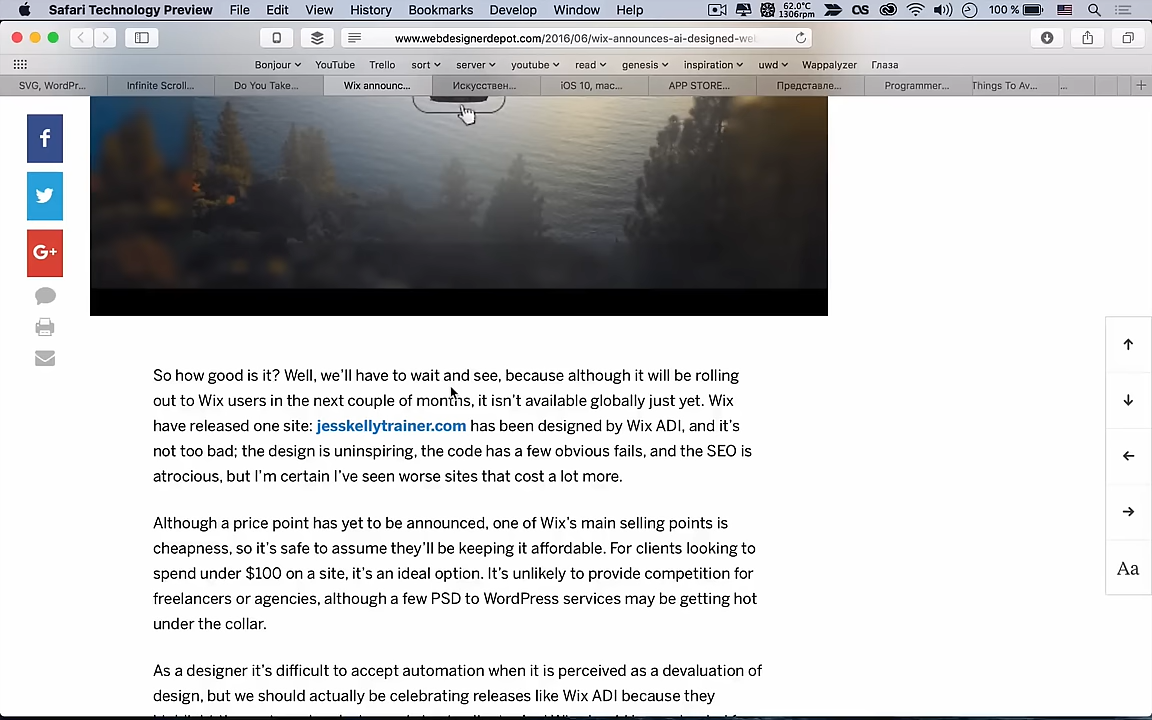 Safari Technology Preview File Edit View History Bookmarks Develop Window Help 62.0°C 1306rpm OS 100 %
www.webdesignerdepot.com/2016/06/wix-announces-ai-designed-we
Bonjour YouTube Trello sort server youtube read genesis inspiration uwd Wappalyzer Глаза
SVG, WordPr... Infinite Scroll... Do You Take... Wix announc... Искусствен... iOS 10, mac... APP STORE... Представле... Programmer... Things To Av... ...
f
G+
So how good is it? Well, we'll have to wait and see, because although it will be rolling
out to Wix users in the next couple of months, it isn't available globally just yet. Wix
have released one site: jesskellytrainer.com has been designed by Wix ADI, and it's
not too bad; the design is uninspiring, the code has a few obvious fails, and the SEO is
atrocious, but I'm certain I've seen worse sites that cost a lot more.
Although a price point has yet to be announced, one of Wix's main selling points is
cheapness, so it's safe to assume they'll be keeping it affordable. For clients looking to
spend under $100 on a site, it's an ideal option. It's unlikely to provide competition for
freelancers or agencies, although a few PSD to WordPress services may be getting hot
under the collar.
Aa
As a designer it's difficult to accept automation when it is perceived as a devaluation of
design, but we should actually be celebrating releases like Wix ADI because they